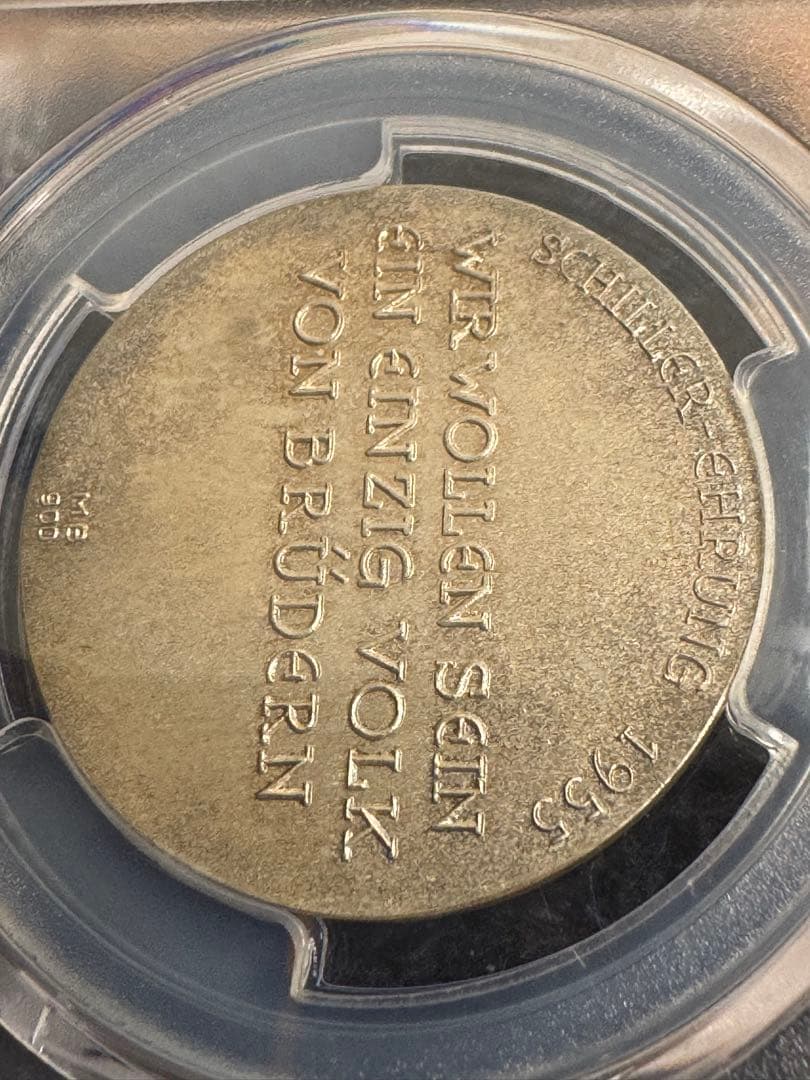 SCHILLER-EHRUNG 1955
WIR WOLLEN SEIN
EIN EINZIG VOLK
VON BRÜDERN
MB
900